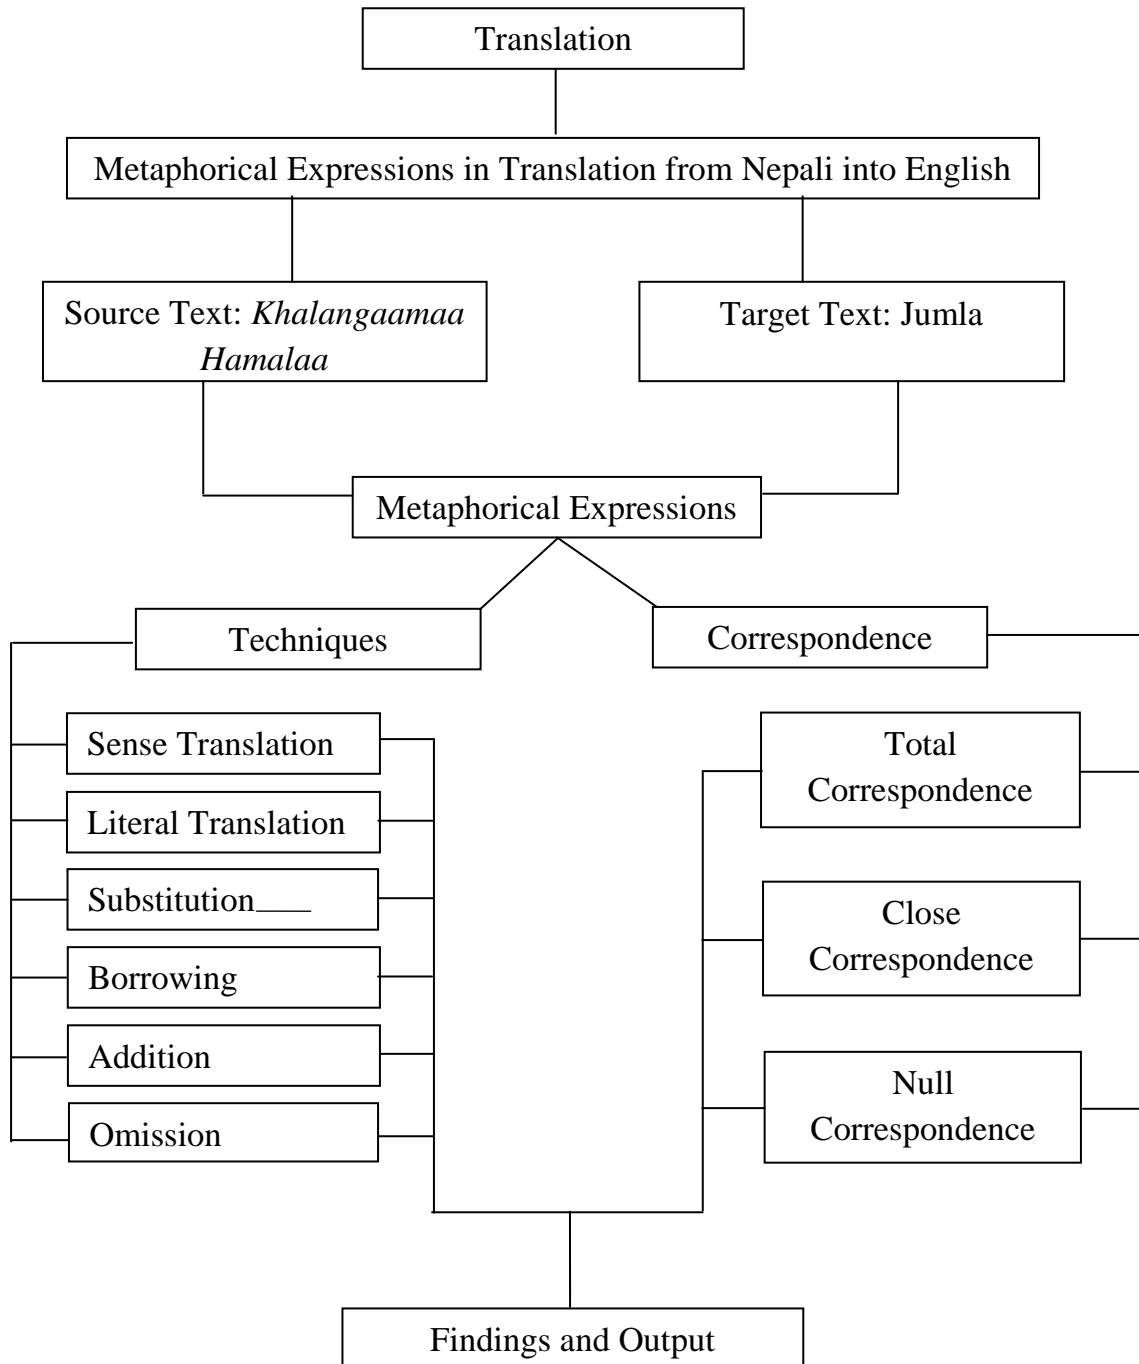 Translation
Metaphorical Expressions in Translation from Nepali into English
Source Text: Khalangaamaa
Hamalaa
Target Text: Jumla
Metaphorical Expressions
Techniques
Correspondence
Sense Translation
Literal Translation
Substitution___
Borrowing
Addition
Omission
Total
Correspondence
Close
Correspondence
Null
Correspondence
Findings and Output